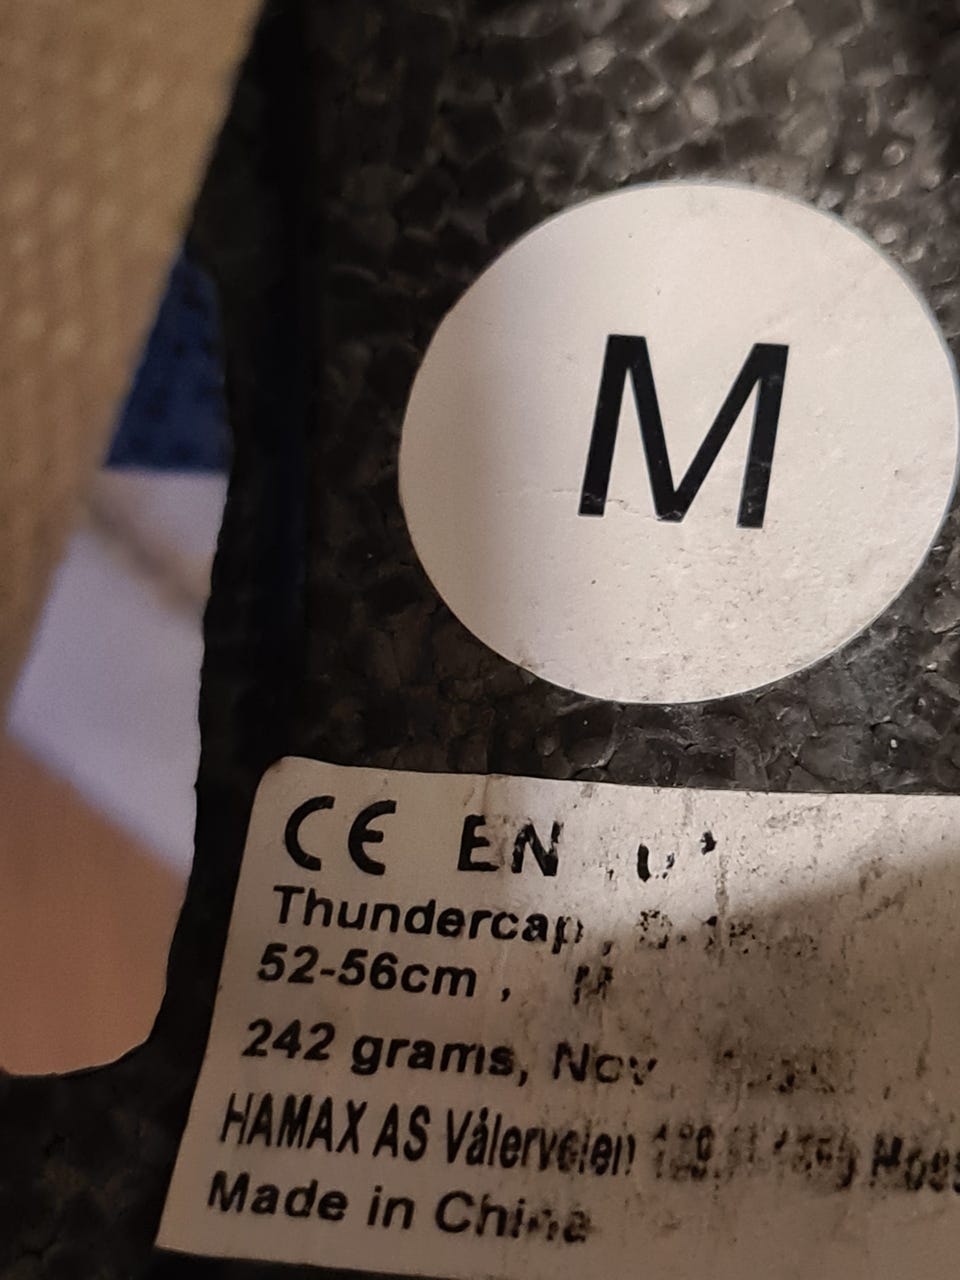 M
CE EN
Thundercap,
52-56cm, M
242 grams, Nov
HAMAX AS Vålerveien
Made in China